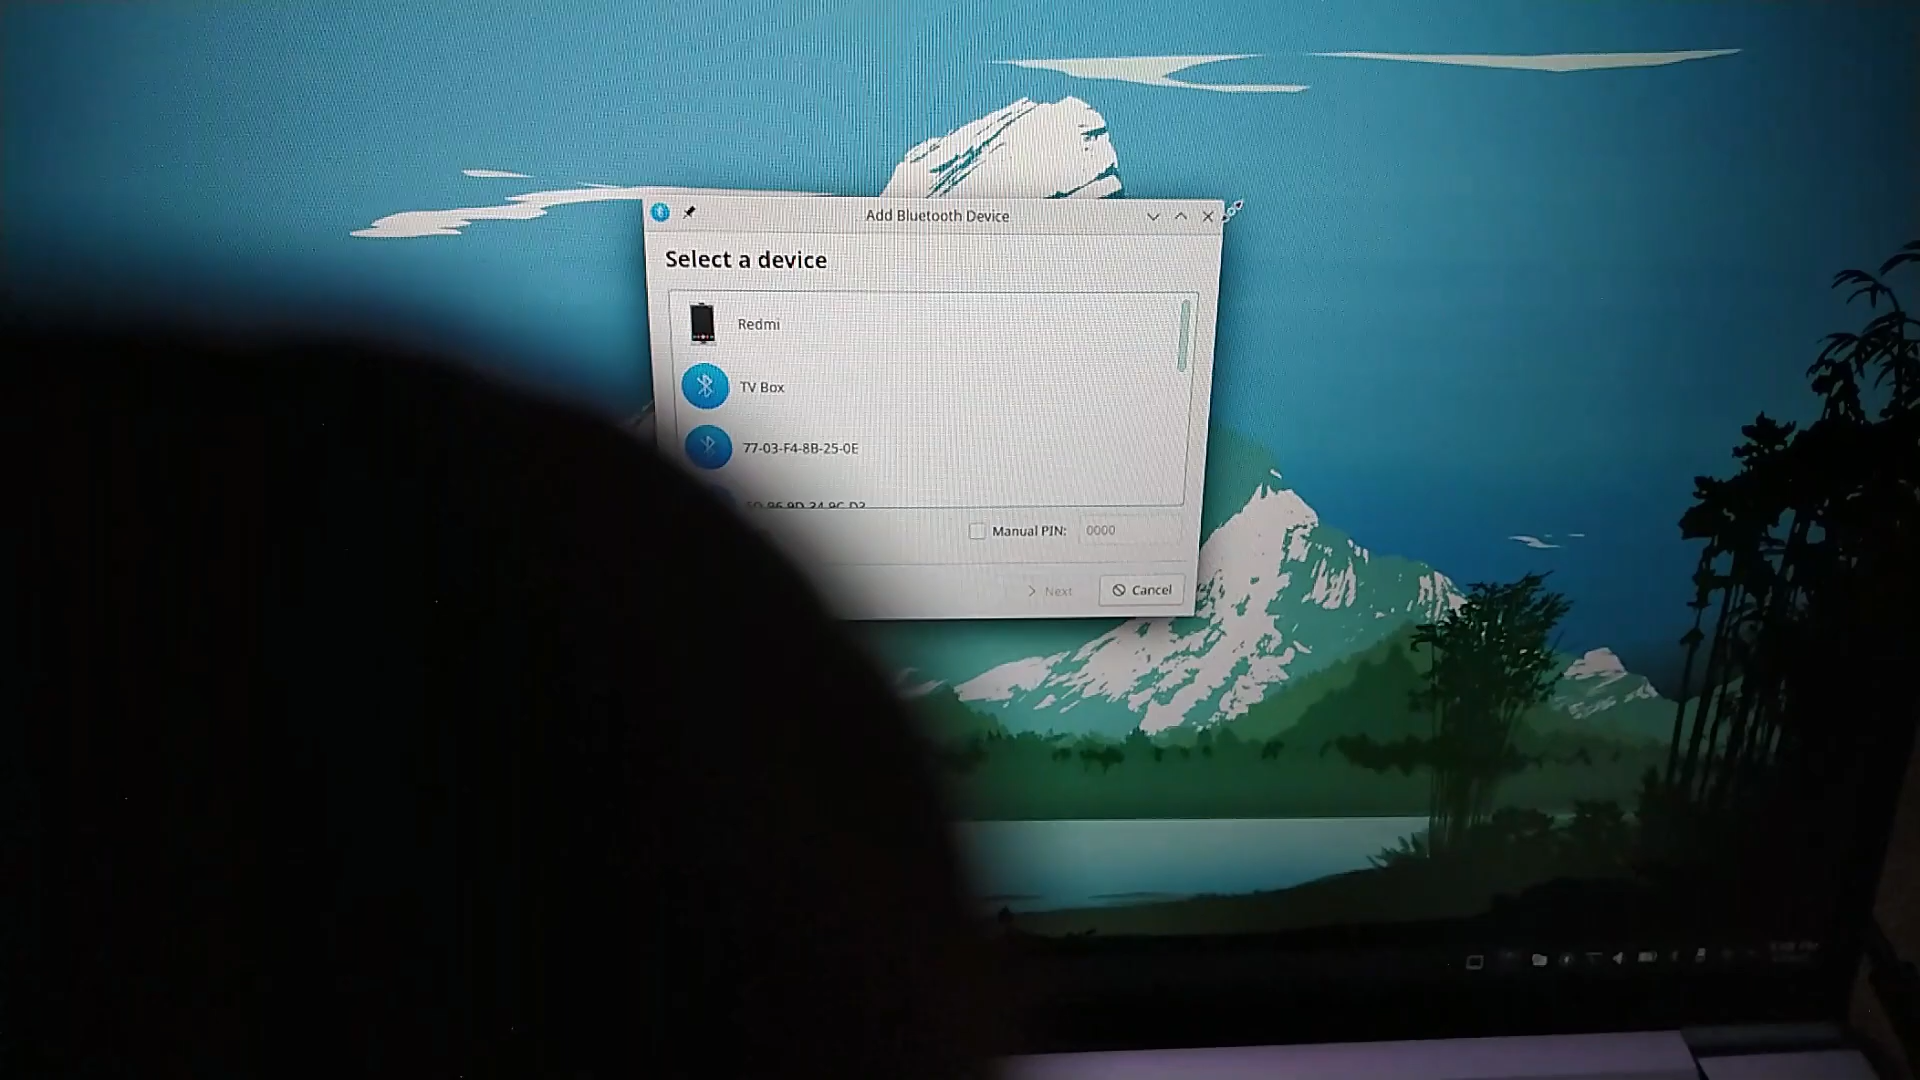 Add Bluetooth Device
Select a device
Redmi
TV Box
77-03-F4-8B-25-0E
Manual PIN: 0000
Next
Cancel